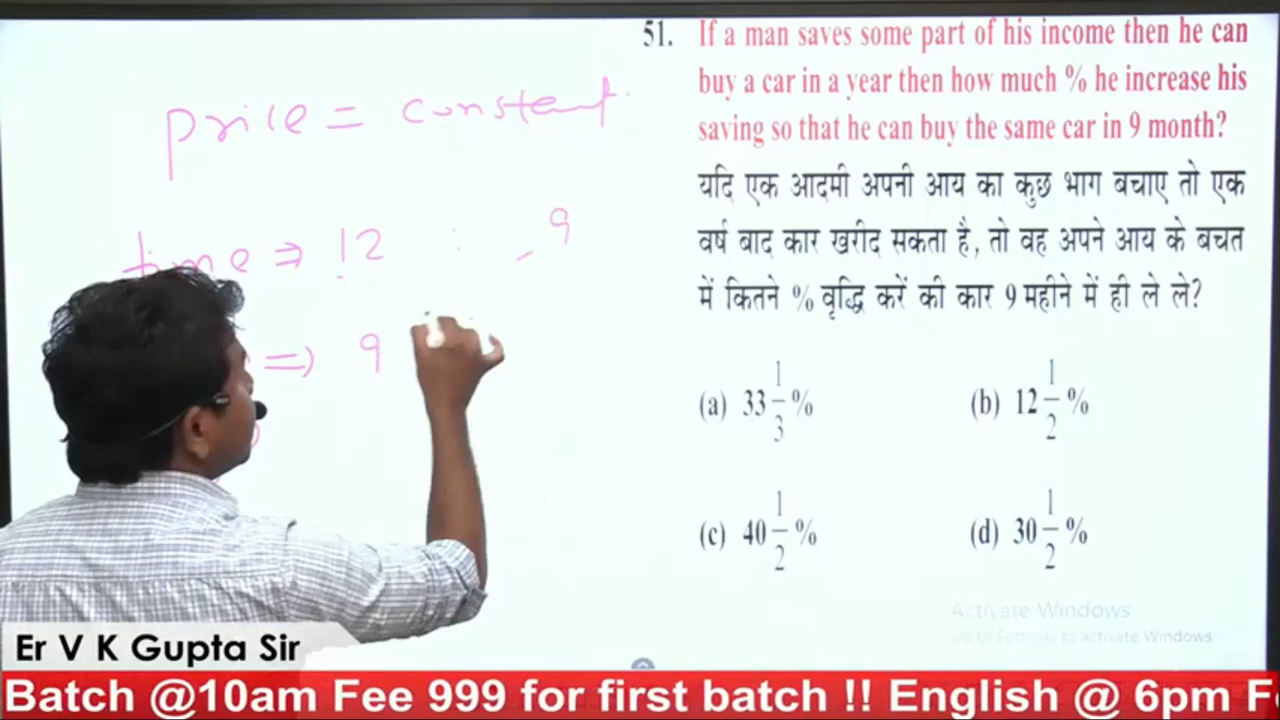 price = constant
time ⇒ 12 : 9
⇒ 9
51. If a man saves some part of his income then he can
buy a car in a year then how much % he increase his
saving so that he can buy the same car in 9 month?
यदि एक आदमी अपनी आय का कुछ भाग बचाए तो एक
वर्ष बाद कार खरीद सकता है, तो वह अपने आय के बचत
में कितने % वृद्धि करें की कार 9 महीने में ही ले ले?
(a) 33 1/3 % (b) 12 1/2 %
(c) 40 1/2 % (d) 30 1/2 %
Activate Windows
Go to Settings to activate Windows.
Er V K Gupta Sir
Batch @10am Fee 999 for first batch !! English @ 6pm F